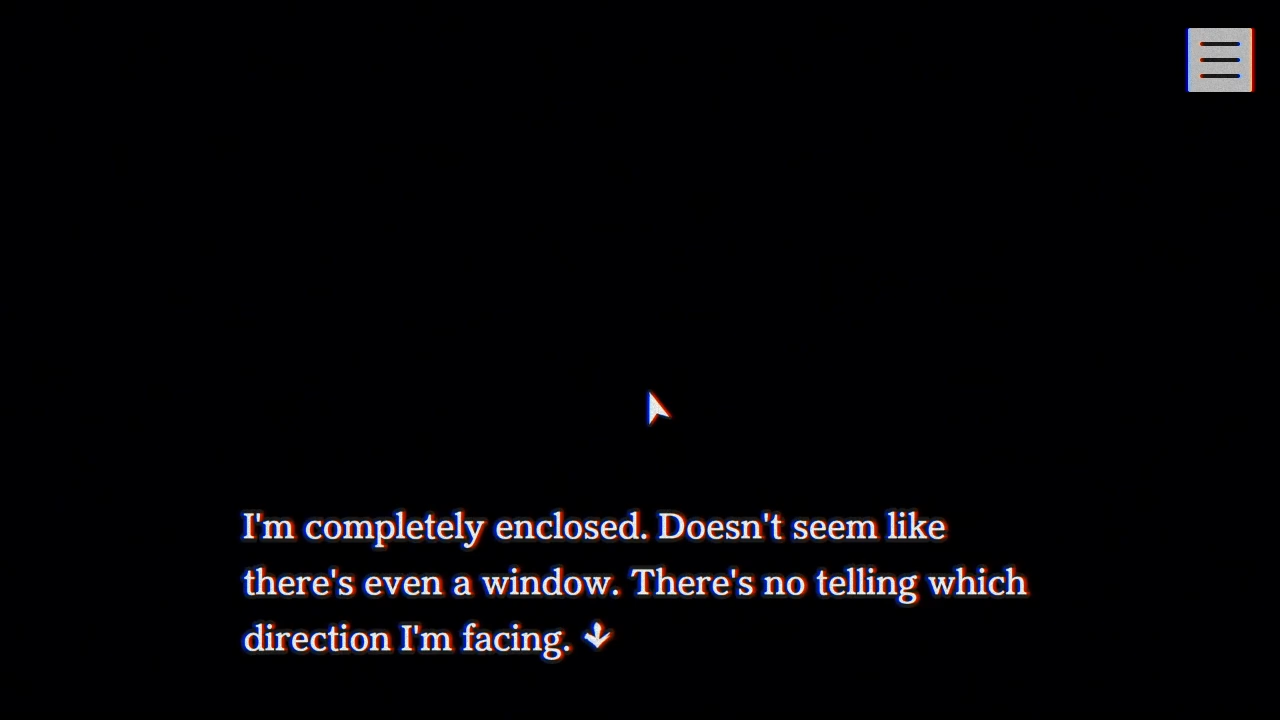 I'm completely enclosed. Doesn't seem like
there's even a window. There's no telling which
direction I'm facing.